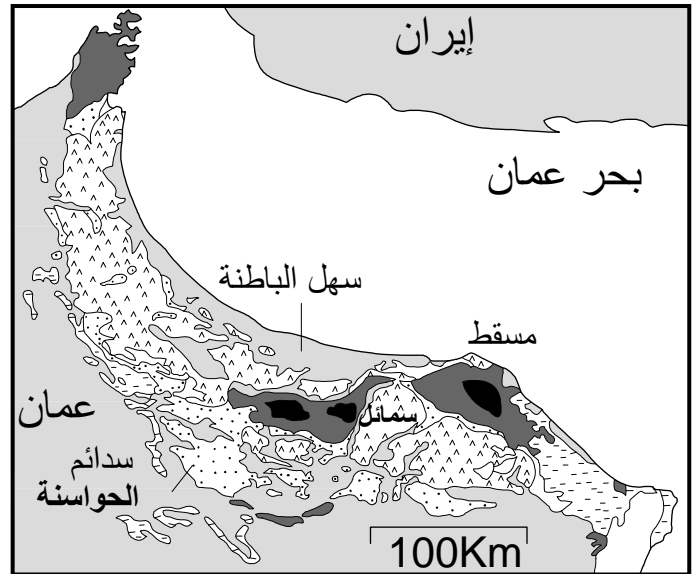 إيران
بحر عمان
سهل الباطنة
مسقط
عمان
سمائل
سدائم
الحواسنة
100Km